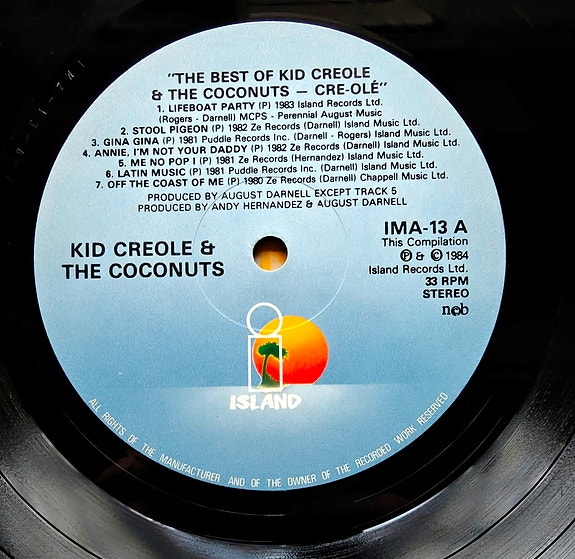 "THE BEST OF KID CREOLE
& THE COCONUTS — CRE-OLÉ"
1. LIFEBOAT PARTY (P) 1983 Island Records Ltd.
(Rogers - Darnell) MCPS - Perennial August Music
2. STOOL PIGEON (P) 1982 Ze Records (Darnell) Island Music Ltd.
3. GINA GINA (P) 1981 Puddle Records Inc. (Darnell - Rogers) Island Music Ltd.
4. ANNIE, I'M NOT YOUR DADDY (P) 1982 Ze Records (Darnell) Island Music Ltd.
5. ME NO POP I (P) 1981 Ze Records (Hernandez) Island Music Ltd.
6. LATIN MUSIC (P) 1981 Puddle Records Inc. (Darnell) Island Music Ltd.
7. OFF THE COAST OF ME (P) 1980 Ze Records (Darnell) Chappell Music Ltd.
PRODUCED BY AUGUST DARNELL EXCEPT TRACK 5
PRODUCED BY ANDY HERNANDEZ & AUGUST DARNELL
KID CREOLE &
THE COCONUTS
IMA-13 A
This Compilation
℗ & © 1984
Island Records Ltd.
33 RPM
STEREO
ncb
ISLAND
ALL RIGHTS OF THE MANUFACTURER AND OF THE OWNER OF THE RECORDED WORK RESERVED